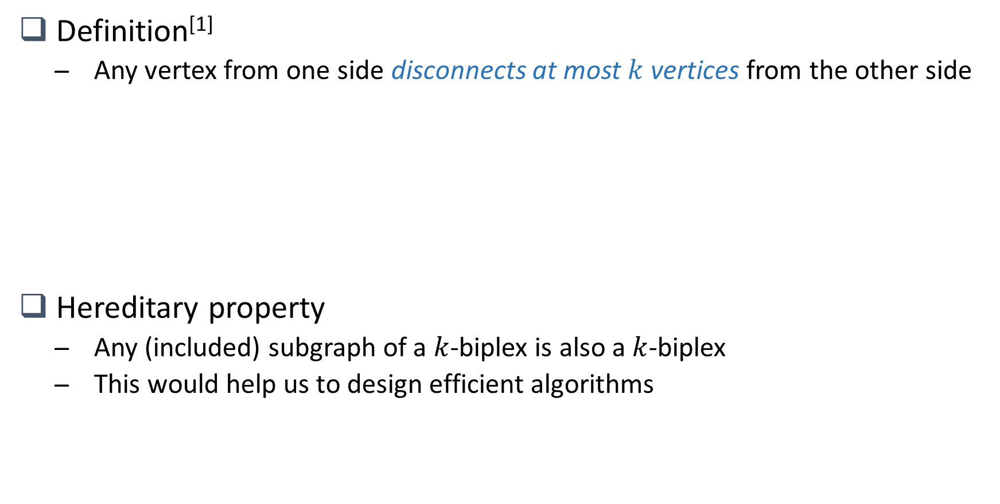 ❑ Definition[1]
– Any vertex from one side disconnects at most k vertices from the other side
❑ Hereditary property
– Any (included) subgraph of a k-biplex is also a k-biplex
– This would help us to design efficient algorithms